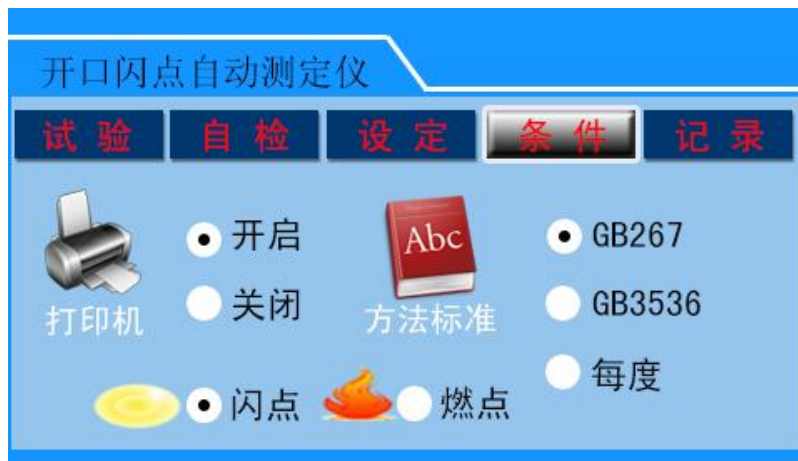 开口闪点自动测定仪
试 验 自 检 设 定 条 件 记 录
开启 Abc GB267
打印机 关闭 方法标准 GB3536
闪点 燃点 每度